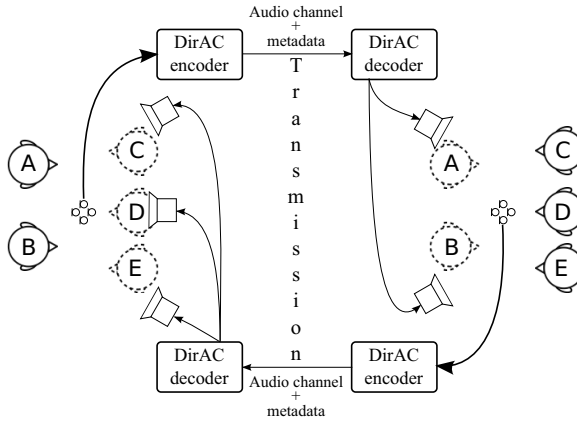 Audio channel
+
metadata
DirAC
encoder
DirAC
decoder
T
r
a
n
s
m
i
s
s
i
o
n
A
B
C
D
E
A
B
C
D
E
DirAC
decoder
DirAC
encoder
Audio channel
+
metadata